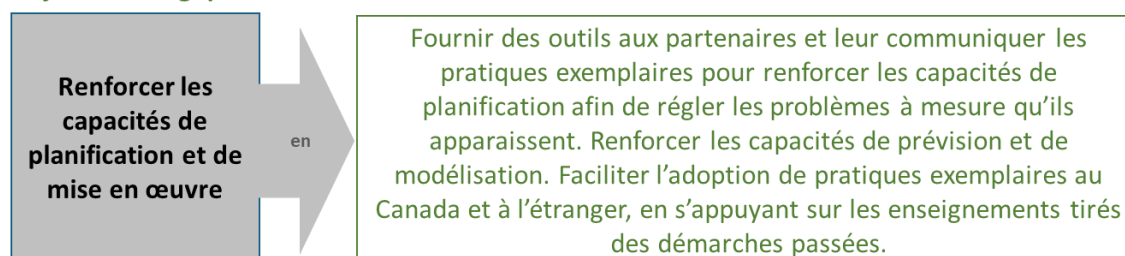 Renforcer les
capacités de
planification et de
mise en œuvre
en
Fournir des outils aux partenaires et leur communiquer les
pratiques exemplaires pour renforcer les capacités de
planification afin de régler les problèmes à mesure qu’ils
apparaissent. Renforcer les capacités de prévision et de
modélisation. Faciliter l’adoption de pratiques exemplaires au
Canada et à l’étranger, en s’appuyant sur les enseignements tirés
des démarches passées.